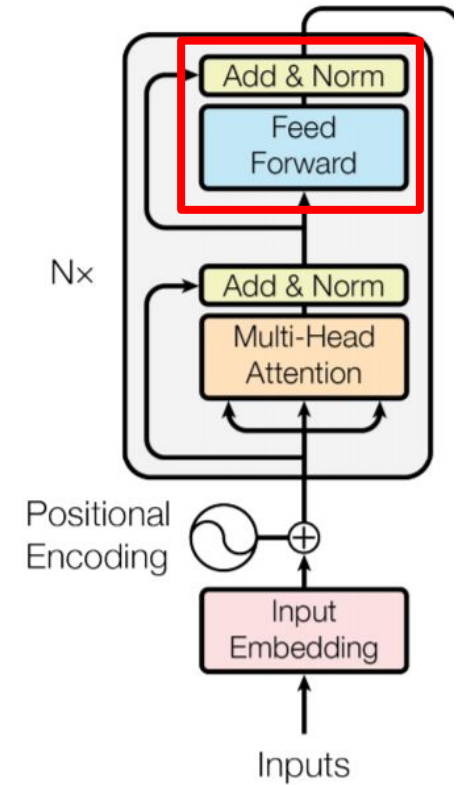 Add & Norm
Feed
Forward
Nx
Add & Norm
Multi-Head
Attention
Positional
Encoding
Input
Embedding
Inputs